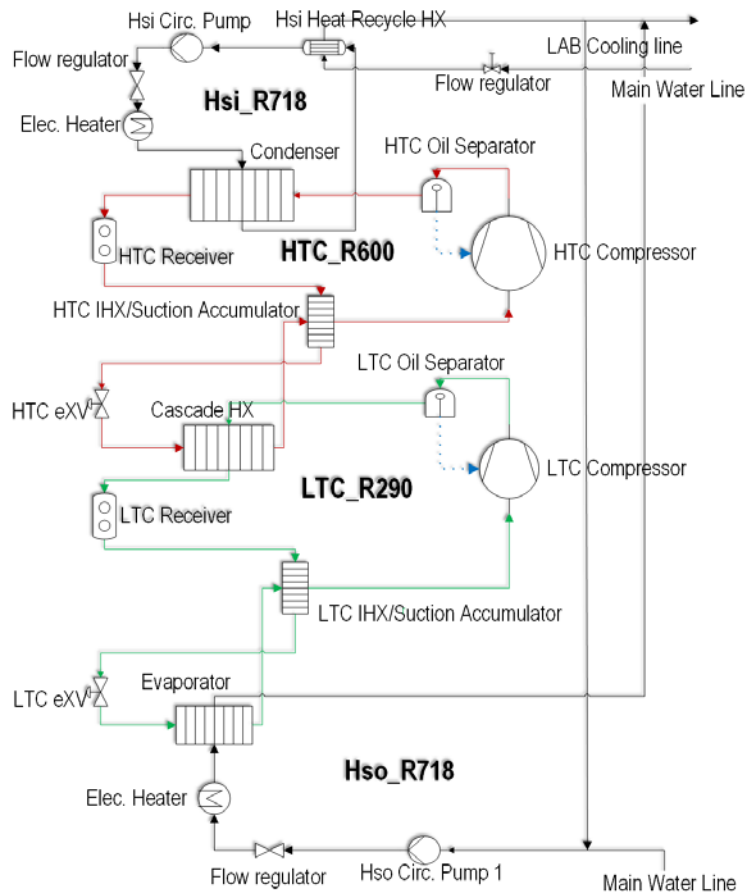 Hsi Circ. Pump
Hsi Heat Recycle HX
LAB Cooling line
Flow regulator
Flow regulator
Main Water Line
Hsi_R718
Elec. Heater
Condenser
HTC Oil Separator
HTC Receiver
HTC_R600
HTC Compressor
HTC IHX/Suction Accumulator
LTC Oil Separator
HTC eXV
Cascade HX
LTC Compressor
LTC_R290
LTC Receiver
LTC IHX/Suction Accumulator
Evaporator
LTC eXV
Hso_R718
Elec. Heater
Flow regulator
Hso Circ. Pump 1
Main Water Line